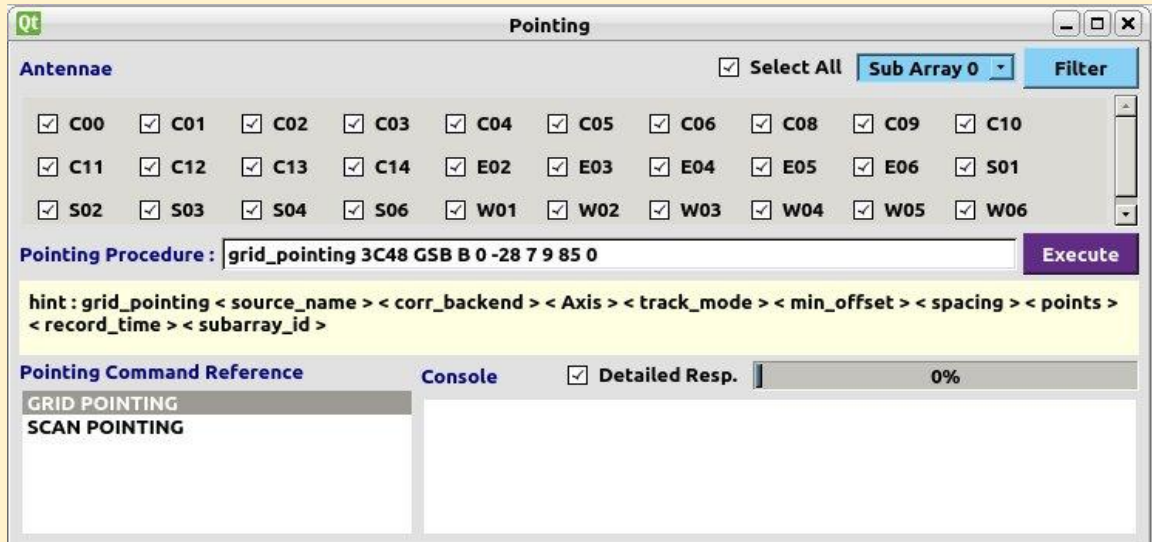 Qt Pointing
Antennae Select All Sub Array 0 Filter
C00 C01 C02 C03 C04 C05 C06 C08 C09 C10
C11 C12 C13 C14 E02 E03 E04 E05 E06 S01
S02 S03 S04 S06 W01 W02 W03 W04 W05 W06
Pointing Procedure : grid_pointing 3C48 GSB B 0 -28 7 9 85 0 Execute
hint : grid_pointing < source_name > < corr_backend > < Axis > < track_mode > < min_offset > < spacing > < points >
< record_time > < subarray_id >
Pointing Command Reference Console Detailed Resp. 0%
GRID POINTING
SCAN POINTING